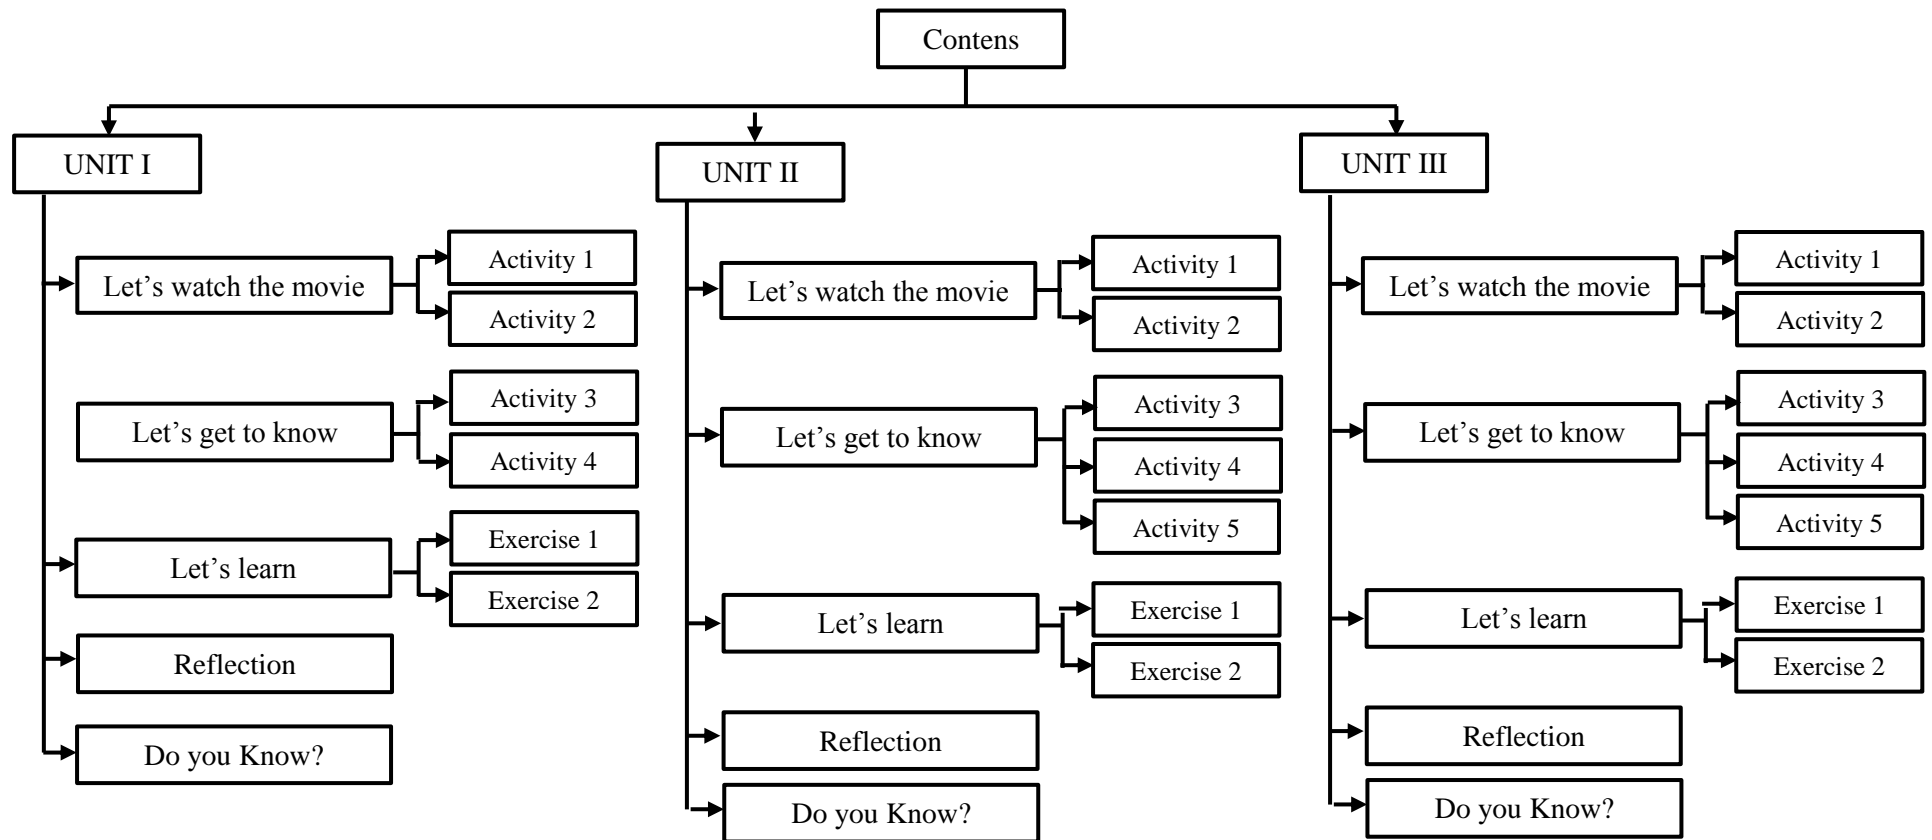 Contens
UNIT I
Let’s watch the movie
Activity 1
Activity 2
Let’s get to know
Activity 3
Activity 4
Let’s learn
Exercise 1
Exercise 2
Reflection
Do you Know?
UNIT II
Let’s watch the movie
Activity 1
Activity 2
Let’s get to know
Activity 3
Activity 4
Activity 5
Let’s learn
Exercise 1
Exercise 2
Reflection
Do you Know?
UNIT III
Let’s watch the movie
Activity 1
Activity 2
Let’s get to know
Activity 3
Activity 4
Activity 5
Let’s learn
Exercise 1
Exercise 2
Reflection
Do you Know?